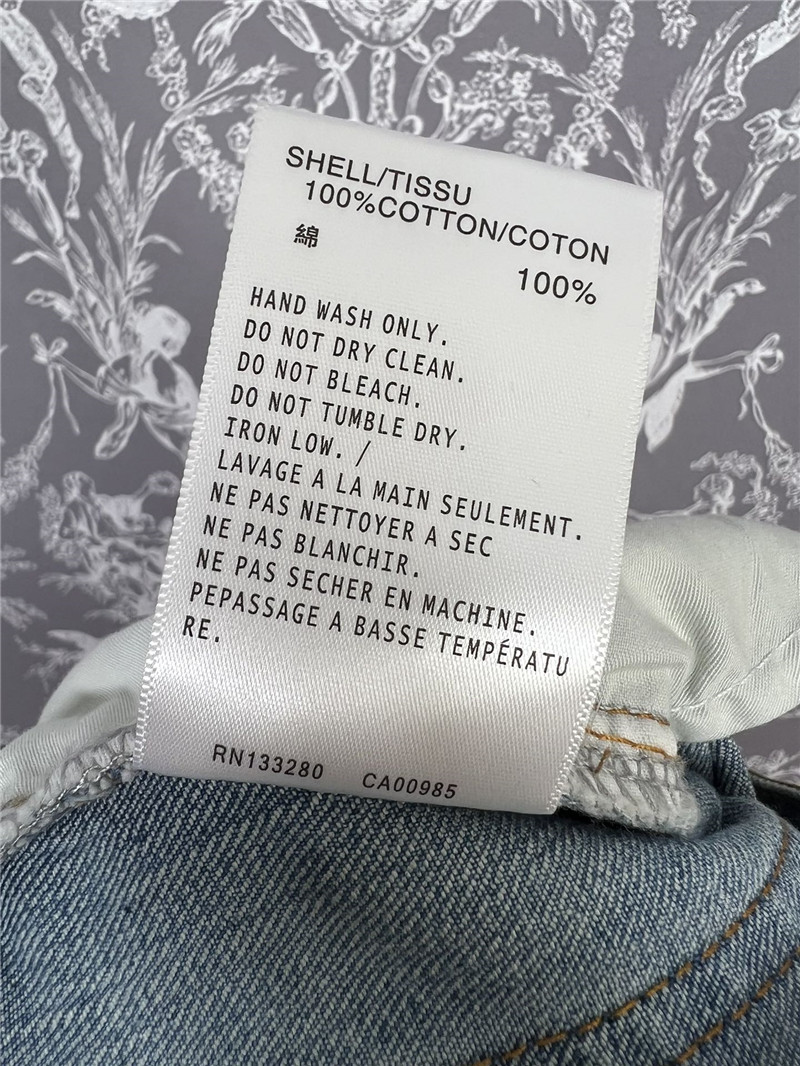 SHELL/TISSU
100%COTTON/COTON
綿
100%
HAND WASH ONLY.
DO NOT DRY CLEAN.
DO NOT BLEACH.
DO NOT TUMBLE DRY.
IRON LOW. /
LAVAGE A LA MAIN SEULEMENT.
NE PAS NETTOYER A SEC
NE PAS BLANCHIR.
NE PAS SECHER EN MACHINE.
PEPASSAGE A BASSE TEMPÉRATU
RE.
RN133280 CA00985